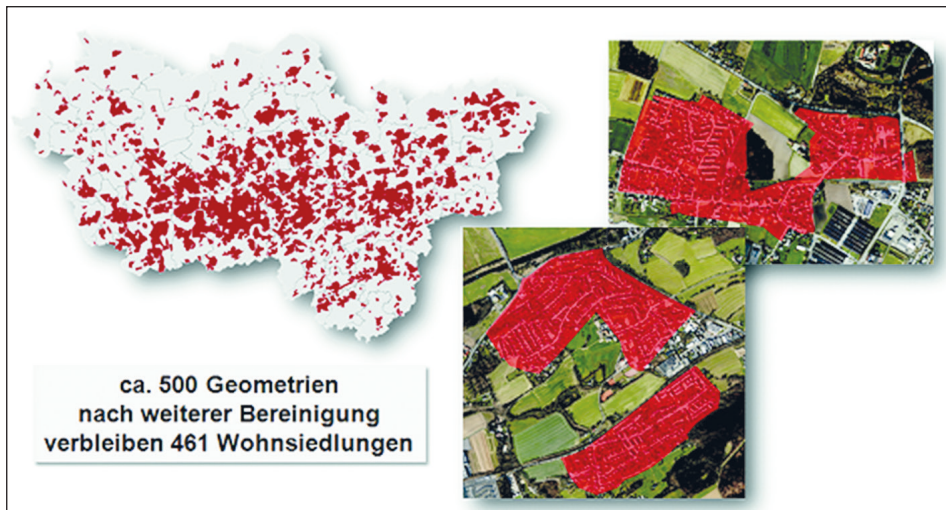 ca. 500 Geometrien
nach weiterer Bereinigung
verbleiben 461 Wohnsiedlungen